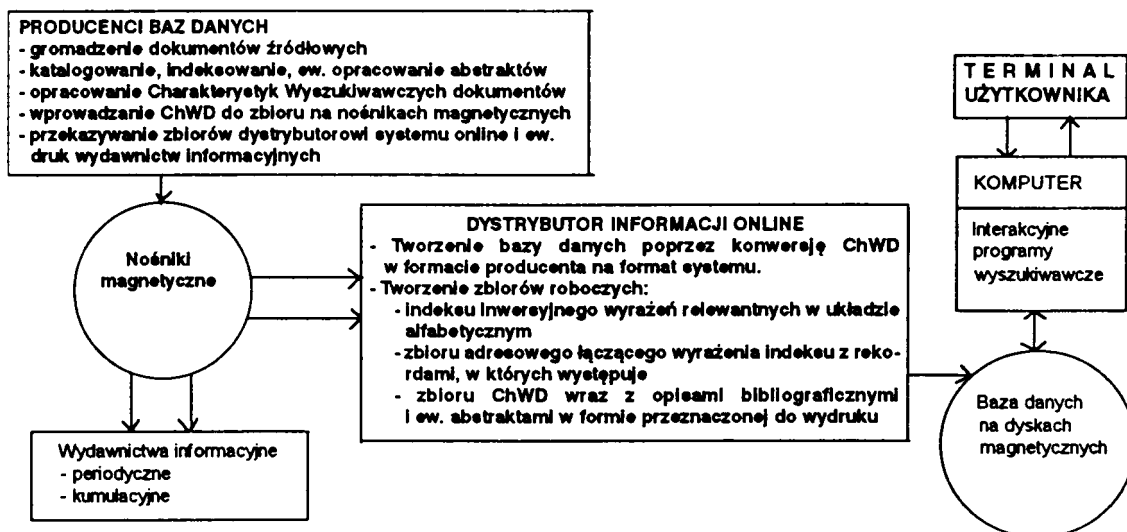 PRODUCENCI BAZ DANYCH
- gromadzenie dokumentów źródłowych
- katalogowanie, indeksowanie, ew. opracowanie abstraktów
- opracowanie Charakterystyk Wyszukiwawczych dokumentów
- wprowadzanie ChWD do zbioru na nośnikach magnetycznych
- przekazywanie zbiorów dystrybutorowi systemu online i ew.
druk wydawnictw informacyjnych
Nośniki
magnetyczne
Wydawnictwa informacyjne
- periodyczne
- kumulacyjne
DYSTRYBUTOR INFORMACJI ONLINE
- Tworzenie bazy danych poprzez konwersję ChWD
w formacie producenta na format systemu.
- Tworzenie zbiorów roboczych:
- indeksu inwersyjnego wyrażeń relewantnych w układzie
alfabetycznym
- zbioru adresowego łączącego wyrażenia indeksu z reko-
rdami, w których występuje
- zbioru ChWD wraz z opisami bibliograficznymi
i ew. abstraktami w formie przeznaczonej do wydruku
TERMINAL
UŻYTKOWNIKA
KOMPUTER
Interakcyjne
programy
wyszukiwawcze
Baza danych
na dyskach
magnetycznych